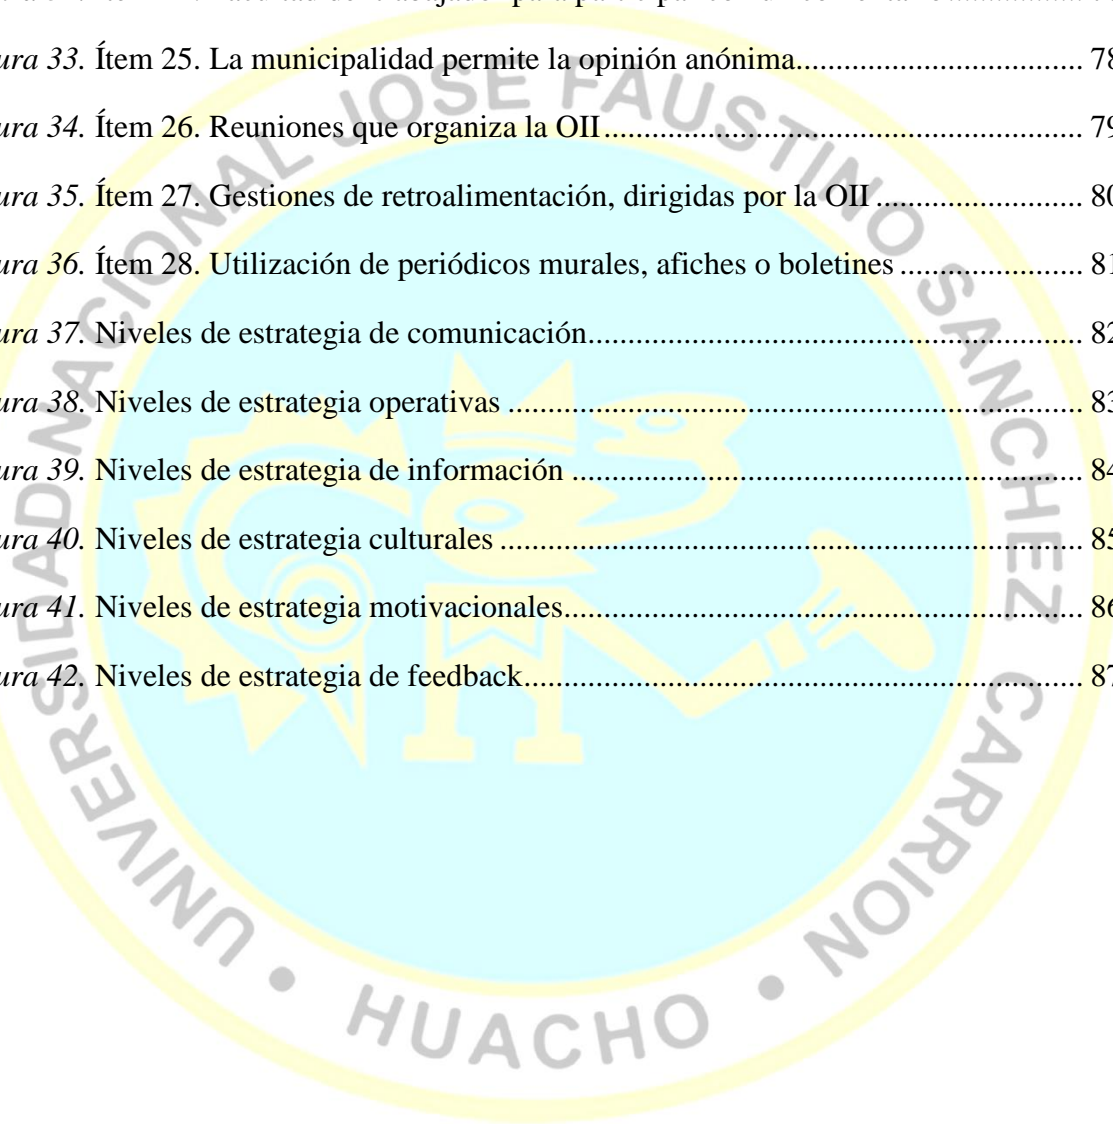 ura 33. Ítem 25. La municipalidad permite la opinión anónima.................................. 78
ura 34. Ítem 26. Reuniones que organiza la OII.......................................................... 79
ura 35. Ítem 27. Gestiones de retroalimentación, dirigidas por la OII ......................... 80
ura 36. Ítem 28. Utilización de periódicos murales, afiches o boletines ...................... 81
ura 37. Niveles de estrategia de comunicación............................................................ 82
ura 38. Niveles de estrategia operativas ..................................................................... 83
ura 39. Niveles de estrategia de información .............................................................. 84
ura 40. Niveles de estrategia culturales ...................................................................... 85
ura 41. Niveles de estrategia motivacionales............................................................... 86
ura 42. Niveles de estrategia de feedback................................................................... 87
UNIVERSIDAD NACIONAL JOSE FAUSTINO SANCHEZ CARRION
• HUACHO •